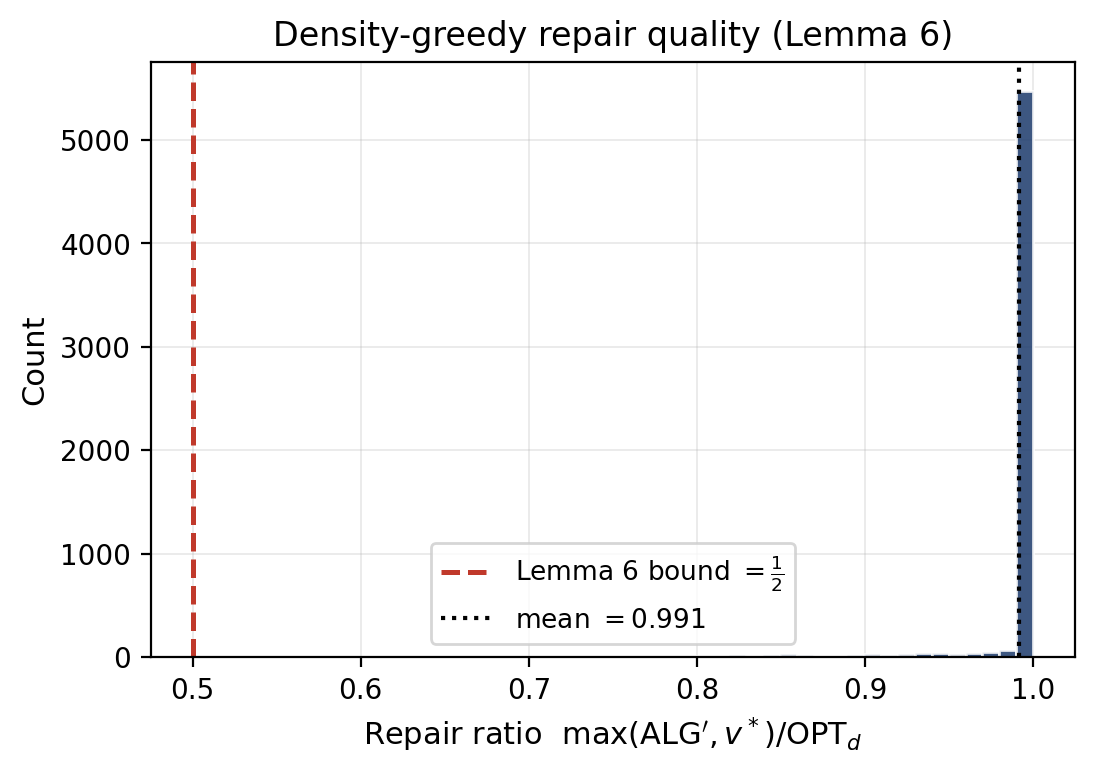 Density-greedy repair quality (Lemma 6)
Count
5000
4000
3000
2000
1000
0
Lemma 6 bound = 1/2
mean = 0.991
0.5 0.6 0.7 0.8 0.9 1.0
Repair ratio max(ALG′, v*)/OPT_d